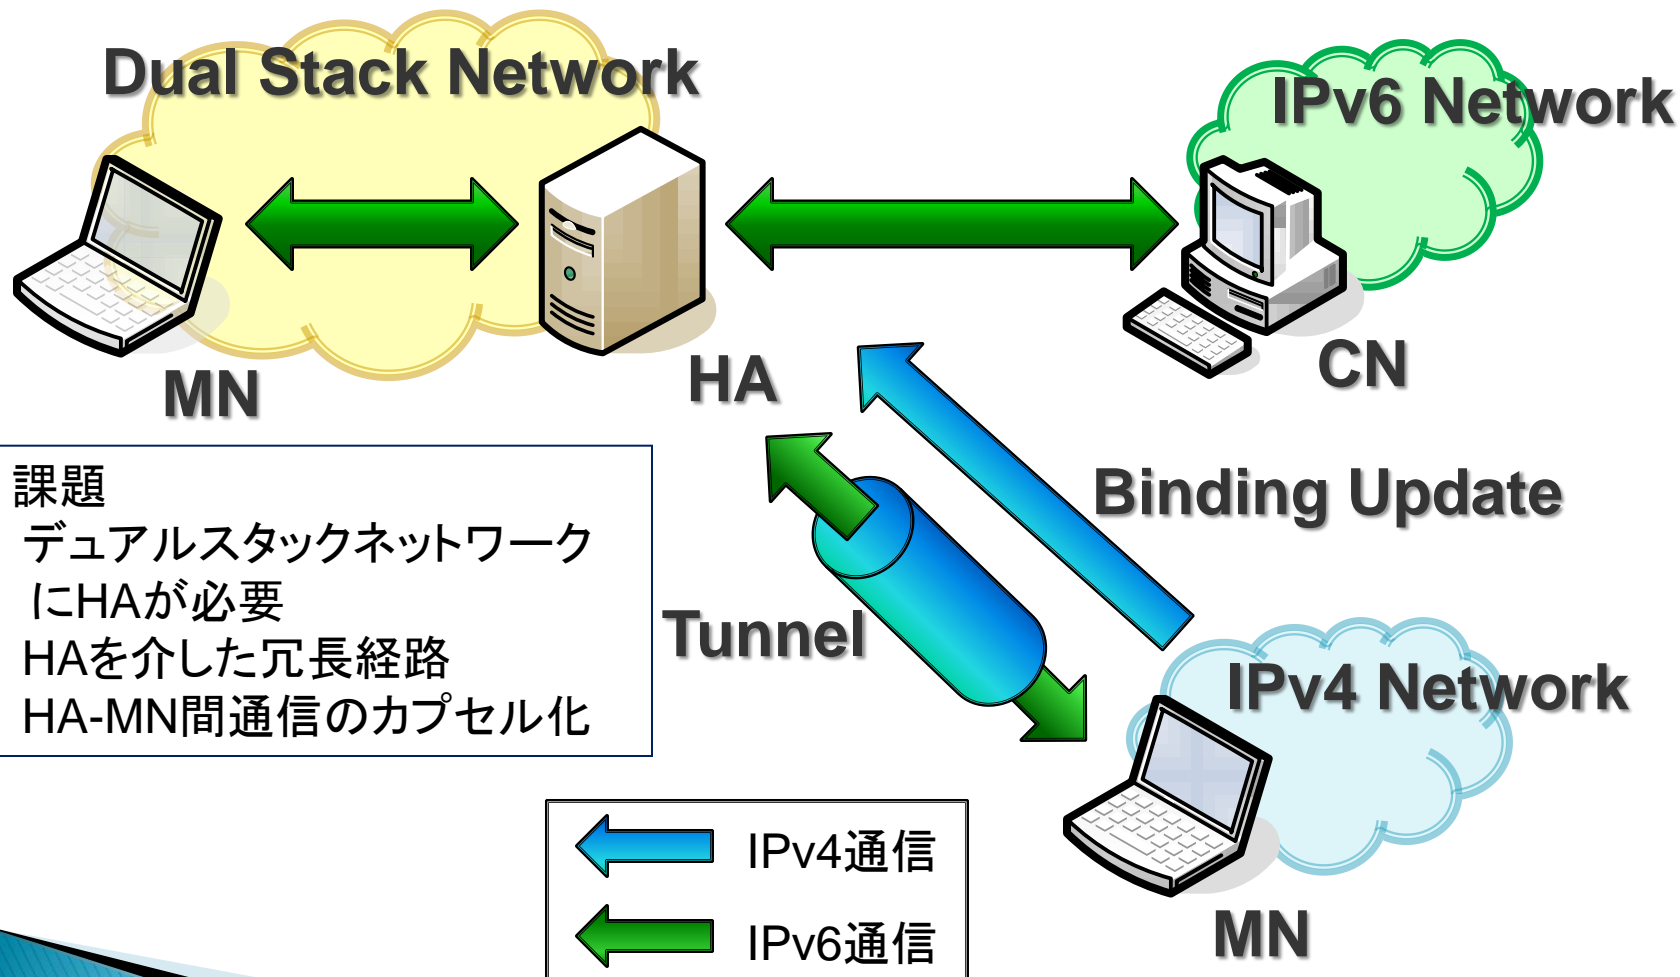 Dual Stack Network
IPv6 Network
MN
HA
CN
課題
デュアルスタックネットワーク
にHAが必要
HAを介した冗長経路
HA-MN間通信のカプセル化
Binding Update
Tunnel
IPv4 Network
MN
IPv4通信
IPv6通信